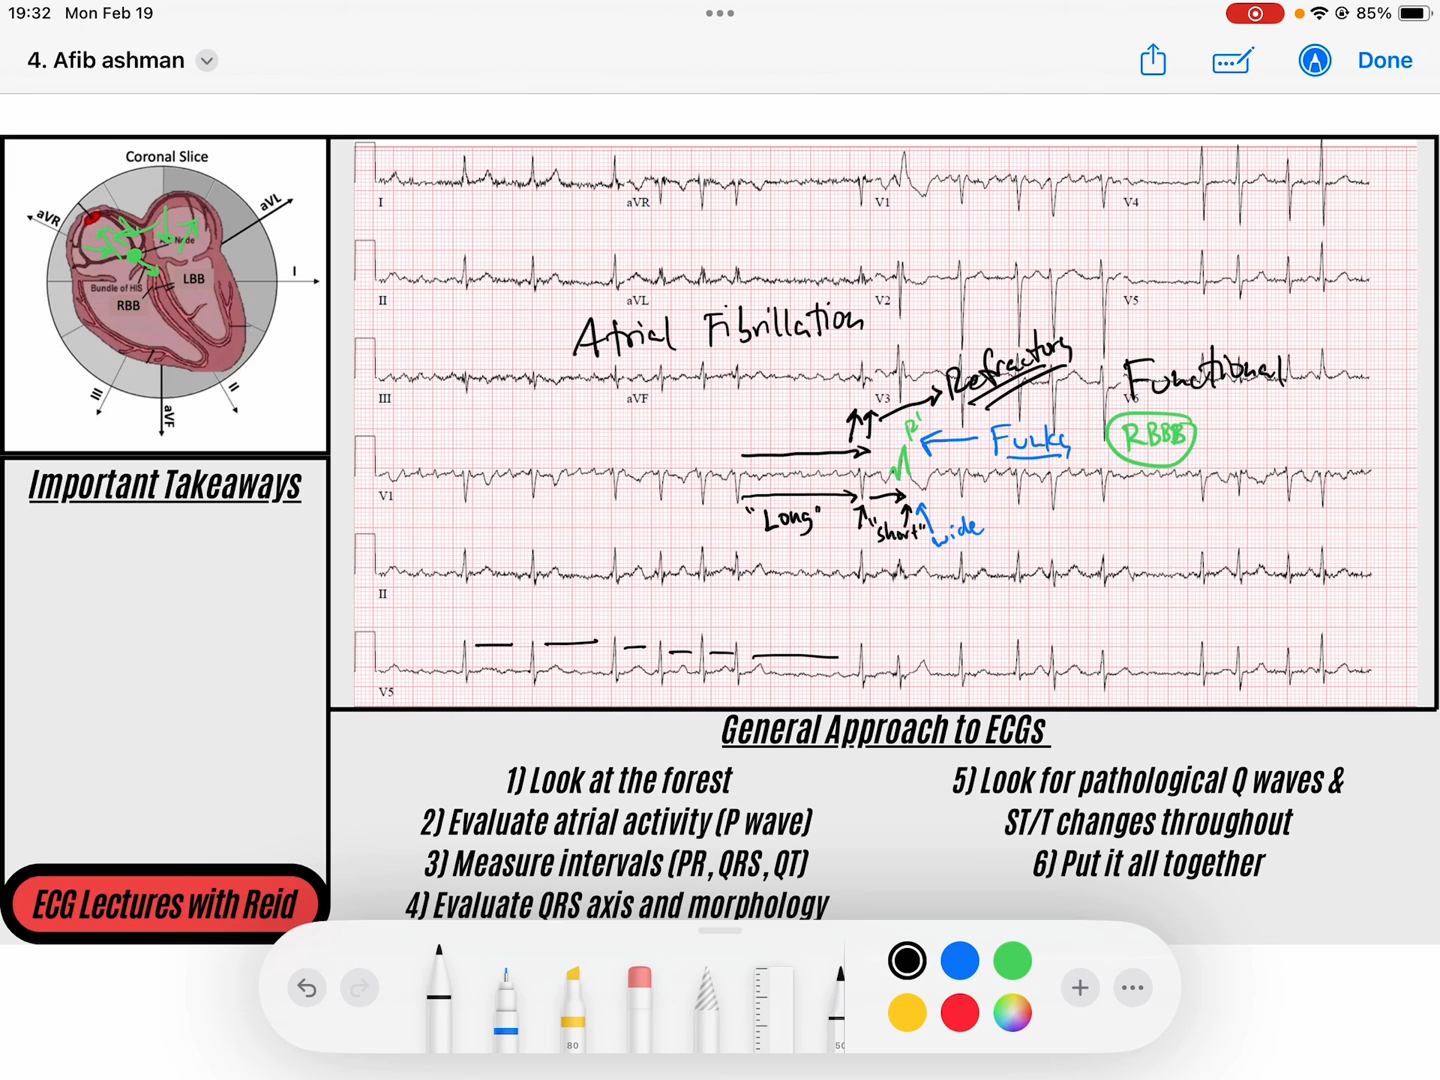 19:32 Mon Feb 19
85%
4. Afib ashman
Done
Coronal Slice
aVR
aVL
Node
I
LBB
Bundle of HIS
RBB
III
II
aVF
I
aVR
V1
V4
II
aVL
V2
V5
Atrial Fibrillation
Refractory
III
aVF
V3
V6
Functional
R'
Funky
RBBB
V1
"Long"
"short"
wide
II
V5
Important Takeaways
ECG Lectures with Reid
General Approach to ECGs
1) Look at the forest
2) Evaluate atrial activity (P wave)
3) Measure intervals (PR, QRS, QT)
4) Evaluate QRS axis and morphology
5) Look for pathological Q waves &
ST/T changes throughout
6) Put it all together
80
50